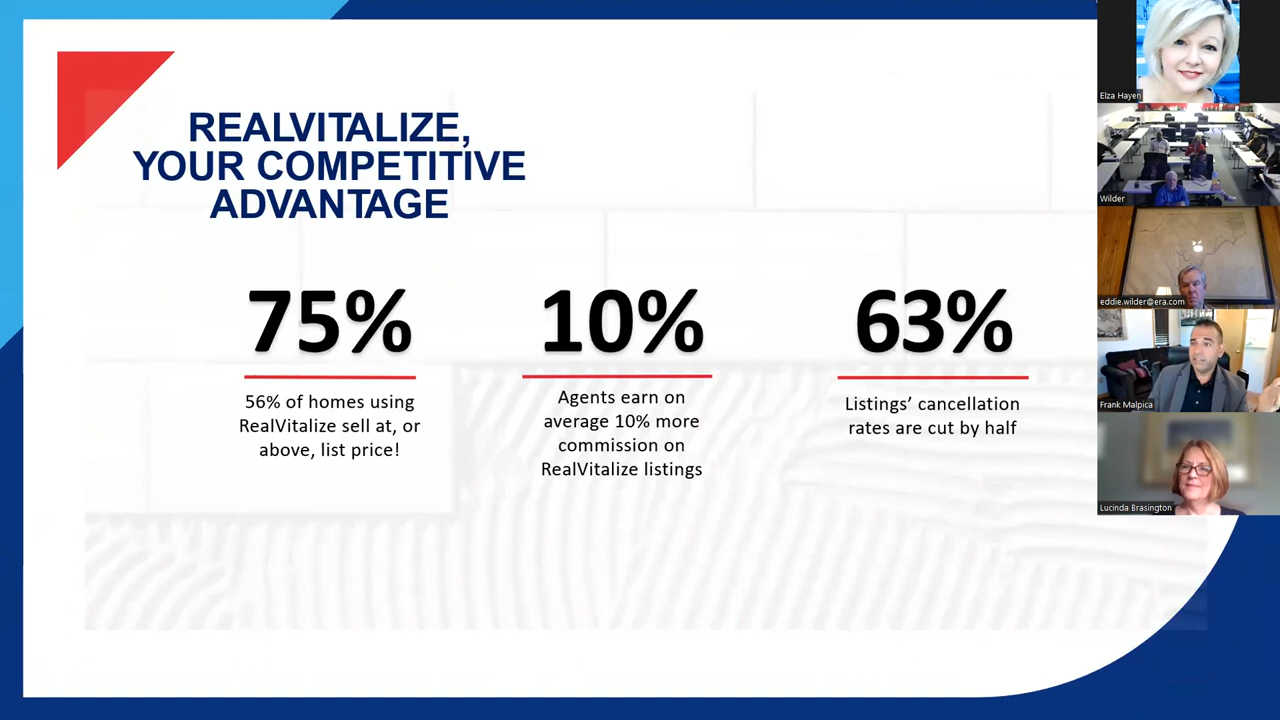 REALVITALIZE,
YOUR COMPETITIVE
ADVANTAGE
75%
56% of homes using
RealVitalize sell at, or
above, list price!
10%
Agents earn on
average 10% more
commission on
RealVitalize listings
63%
Listings’ cancellation
rates are cut by half
Elza Hayen
Wilder
eddie.wilder@era.com
Frank Malpica
Lucinda Brasington